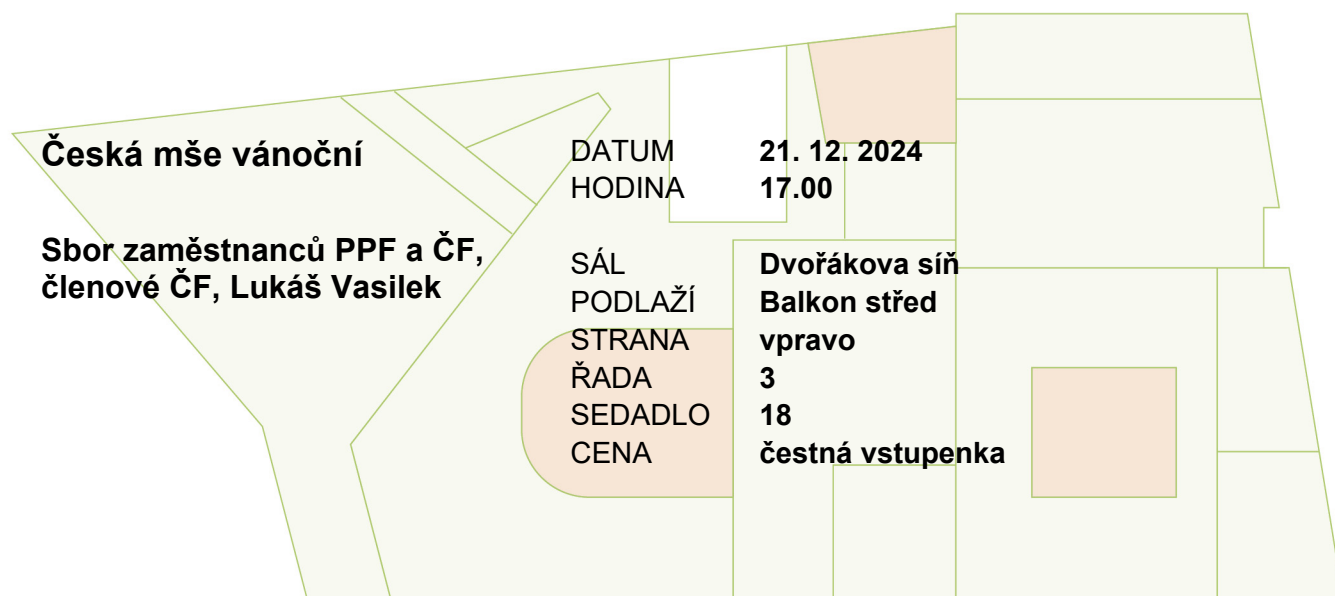 Česká mše vánoční
Sbor zaměstnanců PPF a ČF,
členové ČF, Lukáš Vasilek
DATUM 21. 12. 2024
HODINA 17.00
SÁL Dvořákova síň
PODLAŽÍ Balkon střed
STRANA vpravo
ŘADA 3
SEDADLO 18
CENA čestná vstupenka